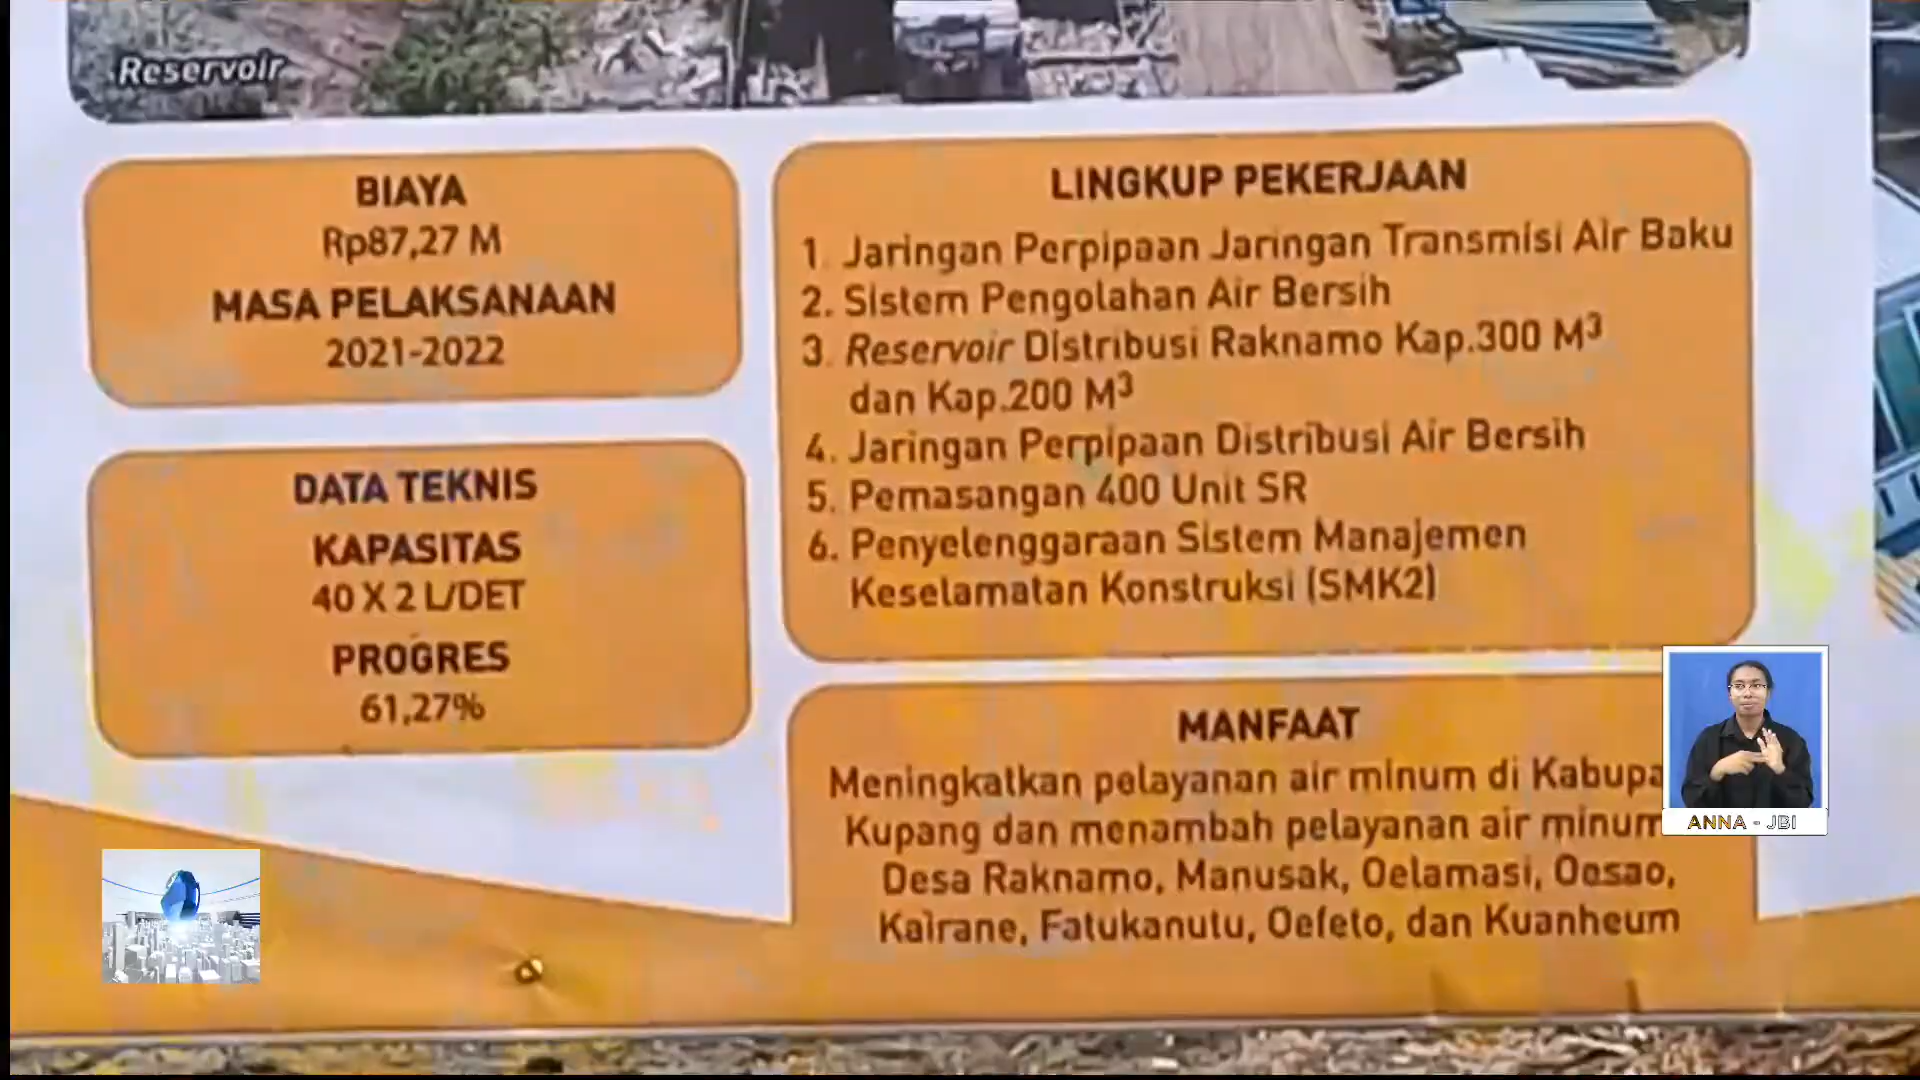 Reservoir
BIAYA
Rp87,27 M
MASA PELAKSANAAN
2021-2022
DATA TEKNIS
KAPASITAS
40 X 2 L/DET
PROGRES
61,27%
LINGKUP PEKERJAAN
1. Jaringan Perpipaan Jaringan Transmisi Air Baku
2. Sistem Pengolahan Air Bersih
3. Reservoir Distribusi Raknamo Kap.300 M³
dan Kap.200 M³
4. Jaringan Perpipaan Distribusi Air Bersih
5. Pemasangan 400 Unit SR
6. Penyelenggaraan Sistem Manajemen
Keselamatan Konstruksi (SMK2)
MANFAAT
Meningkatkan pelayanan air minum di Kabupa
Kupang dan menambah pelayanan air minum
Desa Raknamo, Manusak, Oelamasi, Oesao,
Kairane, Fatukanutu, Oefeto, dan Kuanheum
ANNA - JBI